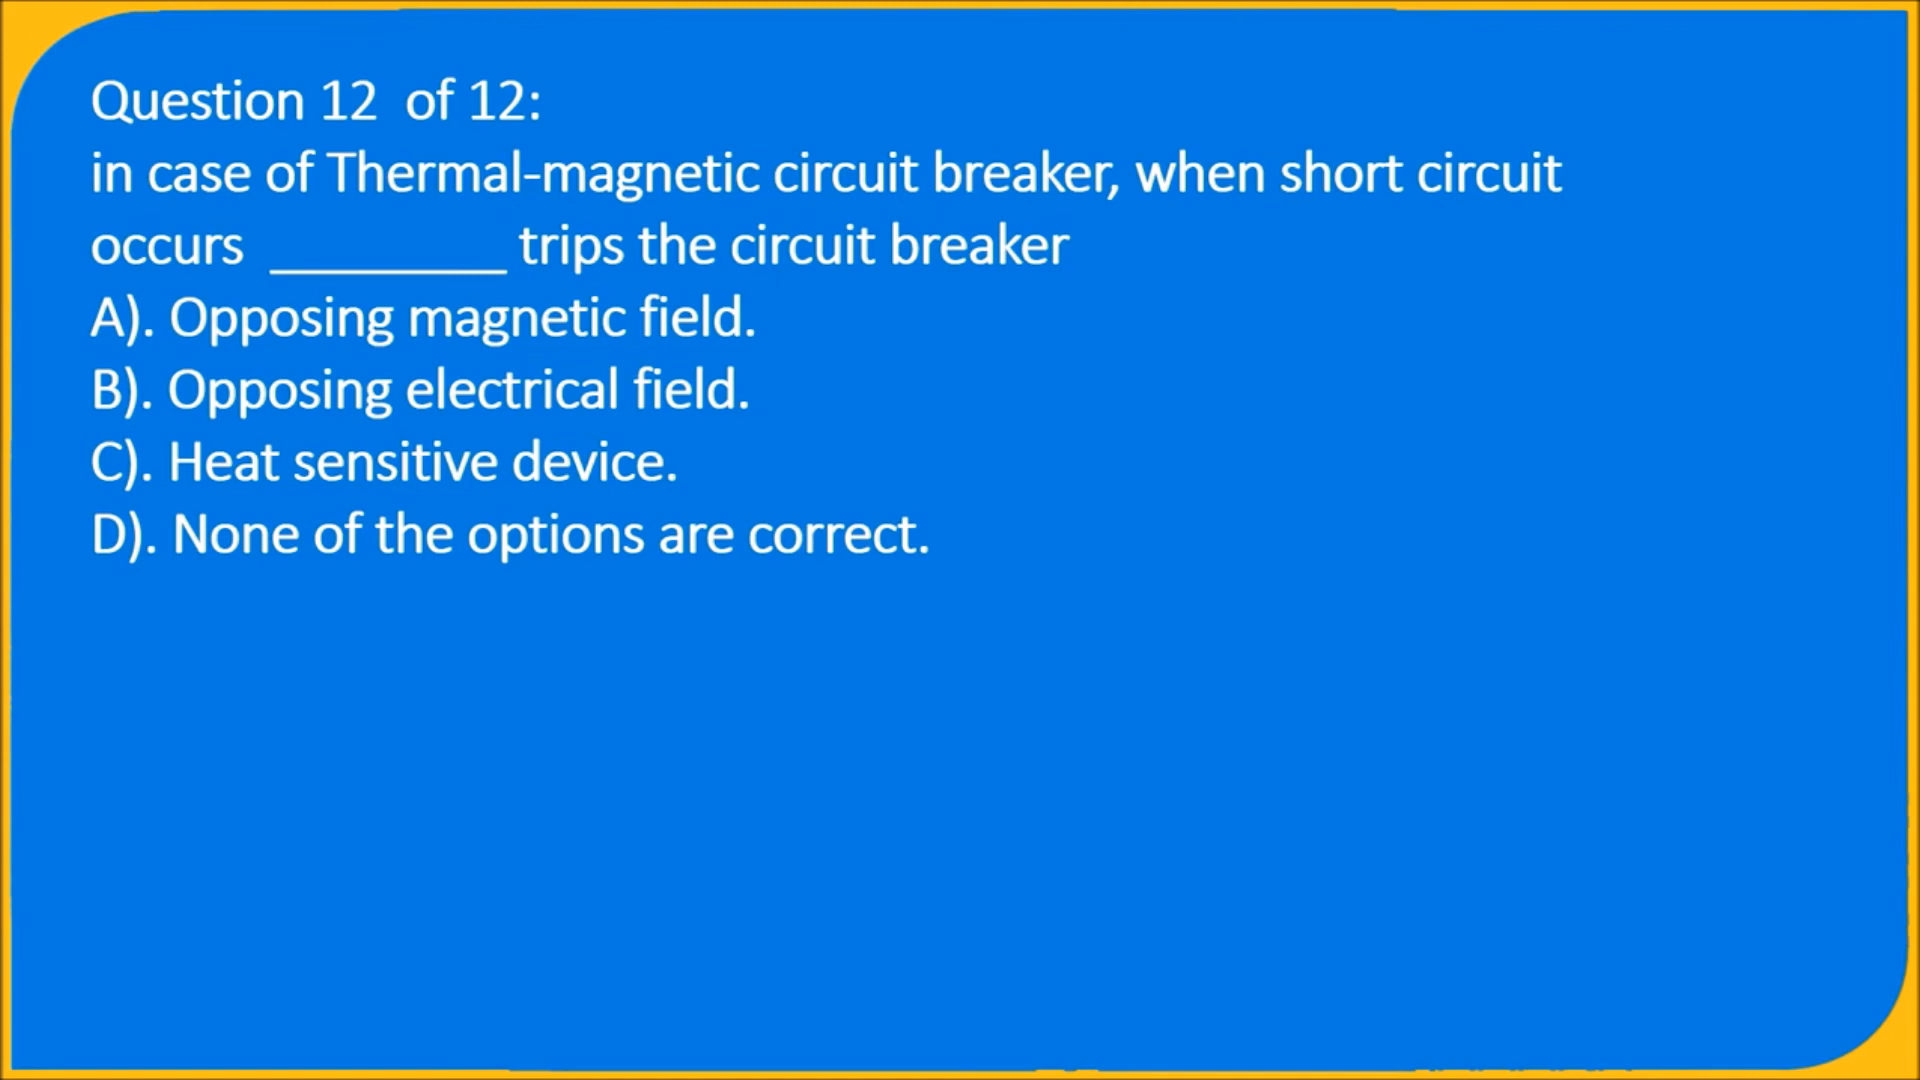 Question 12  of 12:
in case of Thermal-magnetic circuit breaker, when short circuit
occurs  ________ trips the circuit breaker
A). Opposing magnetic field.
B). Opposing electrical field.
C). Heat sensitive device.
D). None of the options are correct.